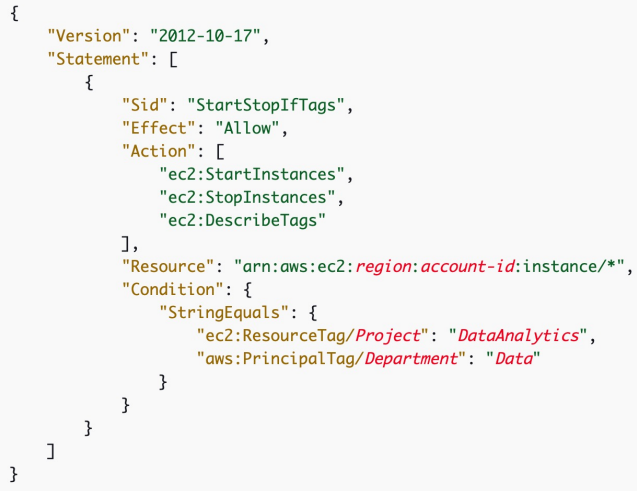 {
    "Version": "2012-10-17",
    "Statement": [
        {
            "Sid": "StartStopIfTags",
            "Effect": "Allow",
            "Action": [
                "ec2:StartInstances",
                "ec2:StopInstances",
                "ec2:DescribeTags"
            ],
            "Resource": "arn:aws:ec2:region:account-id:instance/*",
            "Condition": {
                "StringEquals": {
                    "ec2:ResourceTag/Project": "DataAnalytics",
                    "aws:PrincipalTag/Department": "Data"
                }
            }
        }
    ]
}